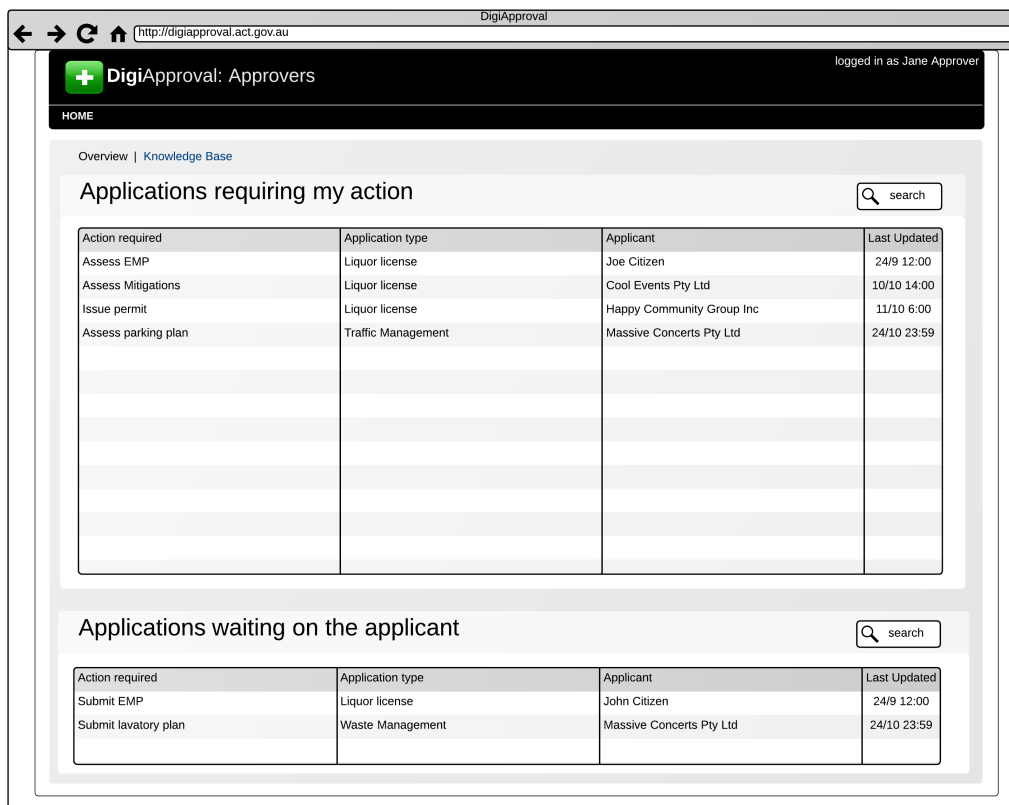 DigiApproval
http://digiapproval.act.gov.au
logged in as Jane Approver
DigiApproval: Approvers
HOME
Overview | Knowledge Base
Applications requiring my action
search
Action required Application type Applicant Last Updated
Assess EMP Liquor license Joe Citizen 24/9 12:00
Assess Mitigations Liquor license Cool Events Pty Ltd 10/10 14:00
Issue permit Liquor license Happy Community Group Inc 11/10 6:00
Assess parking plan Traffic Management Massive Concerts Pty Ltd 24/10 23:59
Applications waiting on the applicant
search
Action required Application type Applicant Last Updated
Submit EMP Liquor license John Citizen 24/9 12:00
Submit lavatory plan Waste Management Massive Concerts Pty Ltd 24/10 23:59